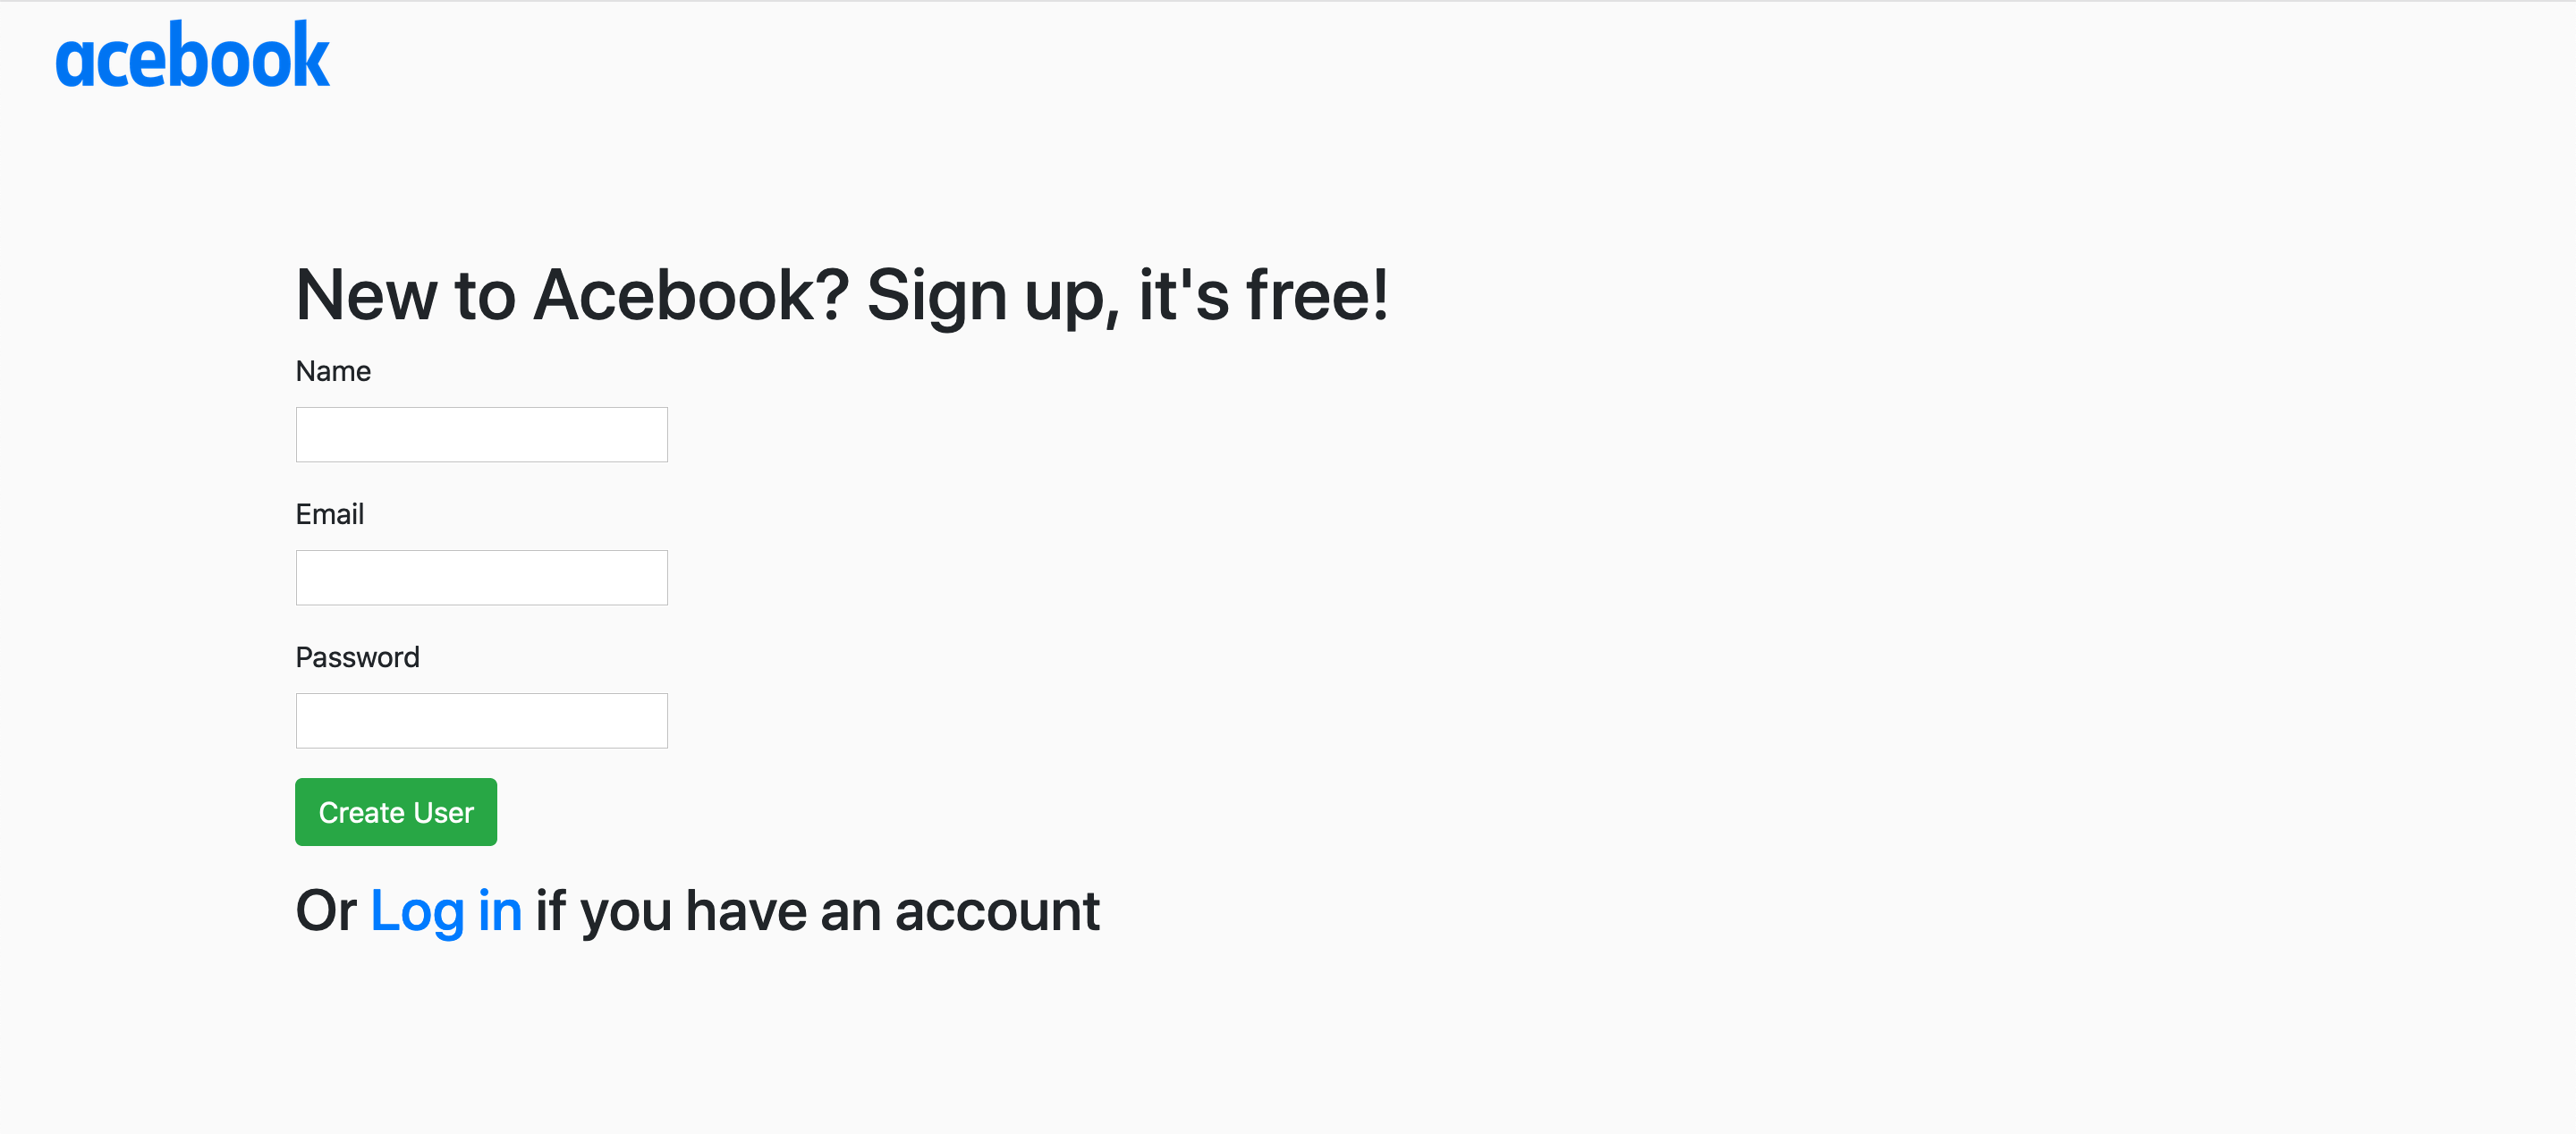 acebook
New to Acebook? Sign up, it's free!
Name
Email
Password
Create User
Or Log in if you have an account